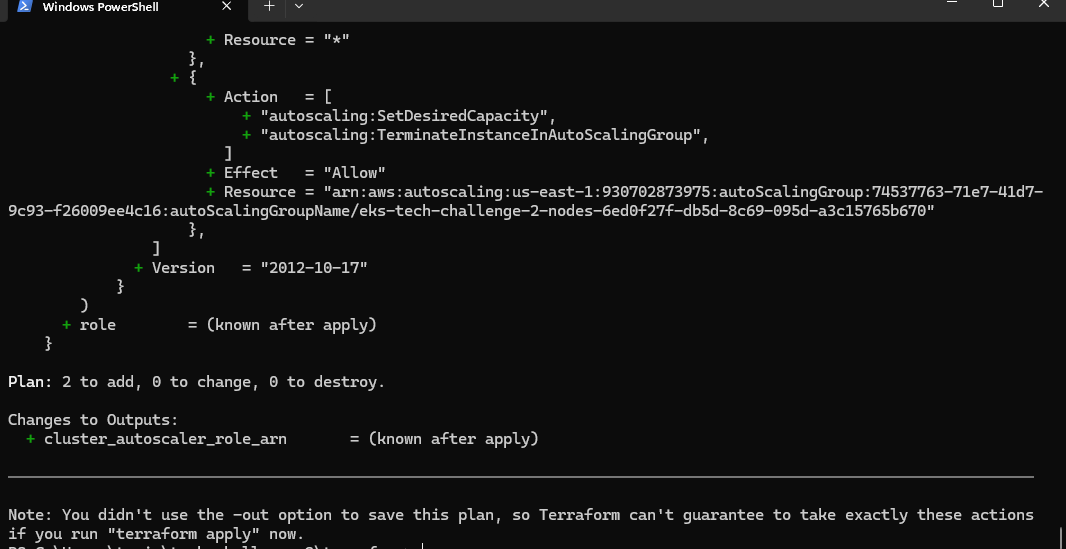 Windows PowerShell
+ Resource = "*"
},
+ {
+ Action   = [
+ "autoscaling:SetDesiredCapacity",
+ "autoscaling:TerminateInstanceInAutoScalingGroup",
]
+ Effect   = "Allow"
+ Resource = "arn:aws:autoscaling:us-east-1:930702873975:autoScalingGroup:74537763-71e7-41d7-
9c93-f26009ee4c16:autoScalingGroupName/eks-tech-challenge-2-nodes-6ed0f27f-db5d-8c69-095d-a3c15765b670"
},
]
+ Version   = "2012-10-17"
}
)
+ role        = (known after apply)
}
Plan: 2 to add, 0 to change, 0 to destroy.
Changes to Outputs:
+ cluster_autoscaler_role_arn       = (known after apply)
Note: You didn't use the -out option to save this plan, so Terraform can't guarantee to take exactly these actions
if you run "terraform apply" now.